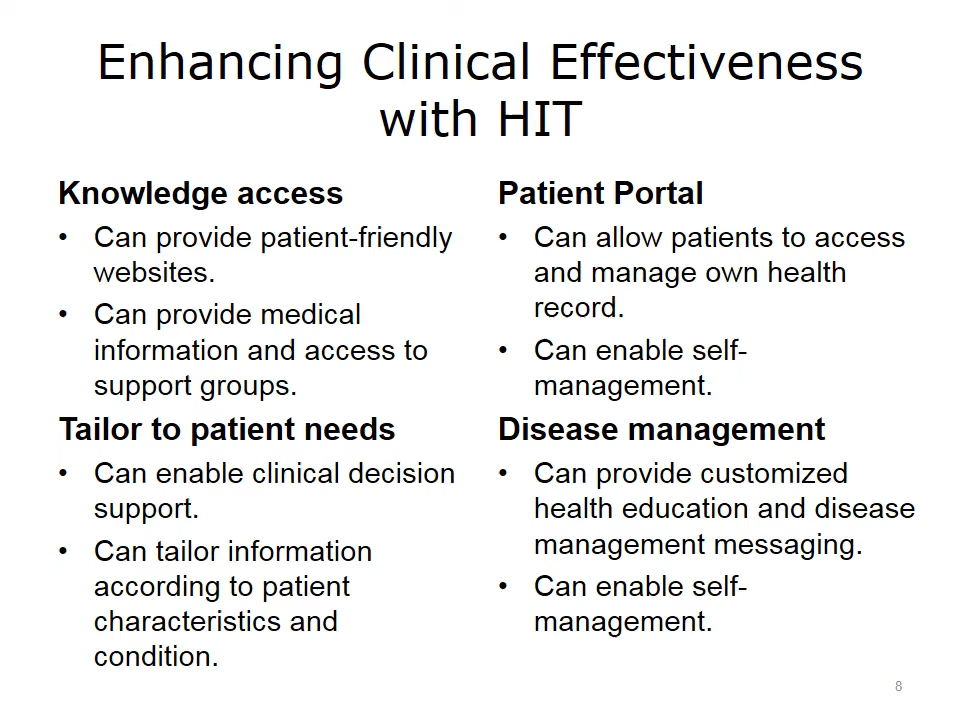 Enhancing Clinical Effectiveness
with HIT
Knowledge access
• Can provide patient-friendly
websites.
• Can provide medical
information and access to
support groups.
Tailor to patient needs
• Can enable clinical decision
support.
• Can tailor information
according to patient
characteristics and
condition.
Patient Portal
• Can allow patients to access
and manage own health
record.
• Can enable self-
management.
Disease management
• Can provide customized
health education and disease
management messaging.
• Can enable self-
management.
8